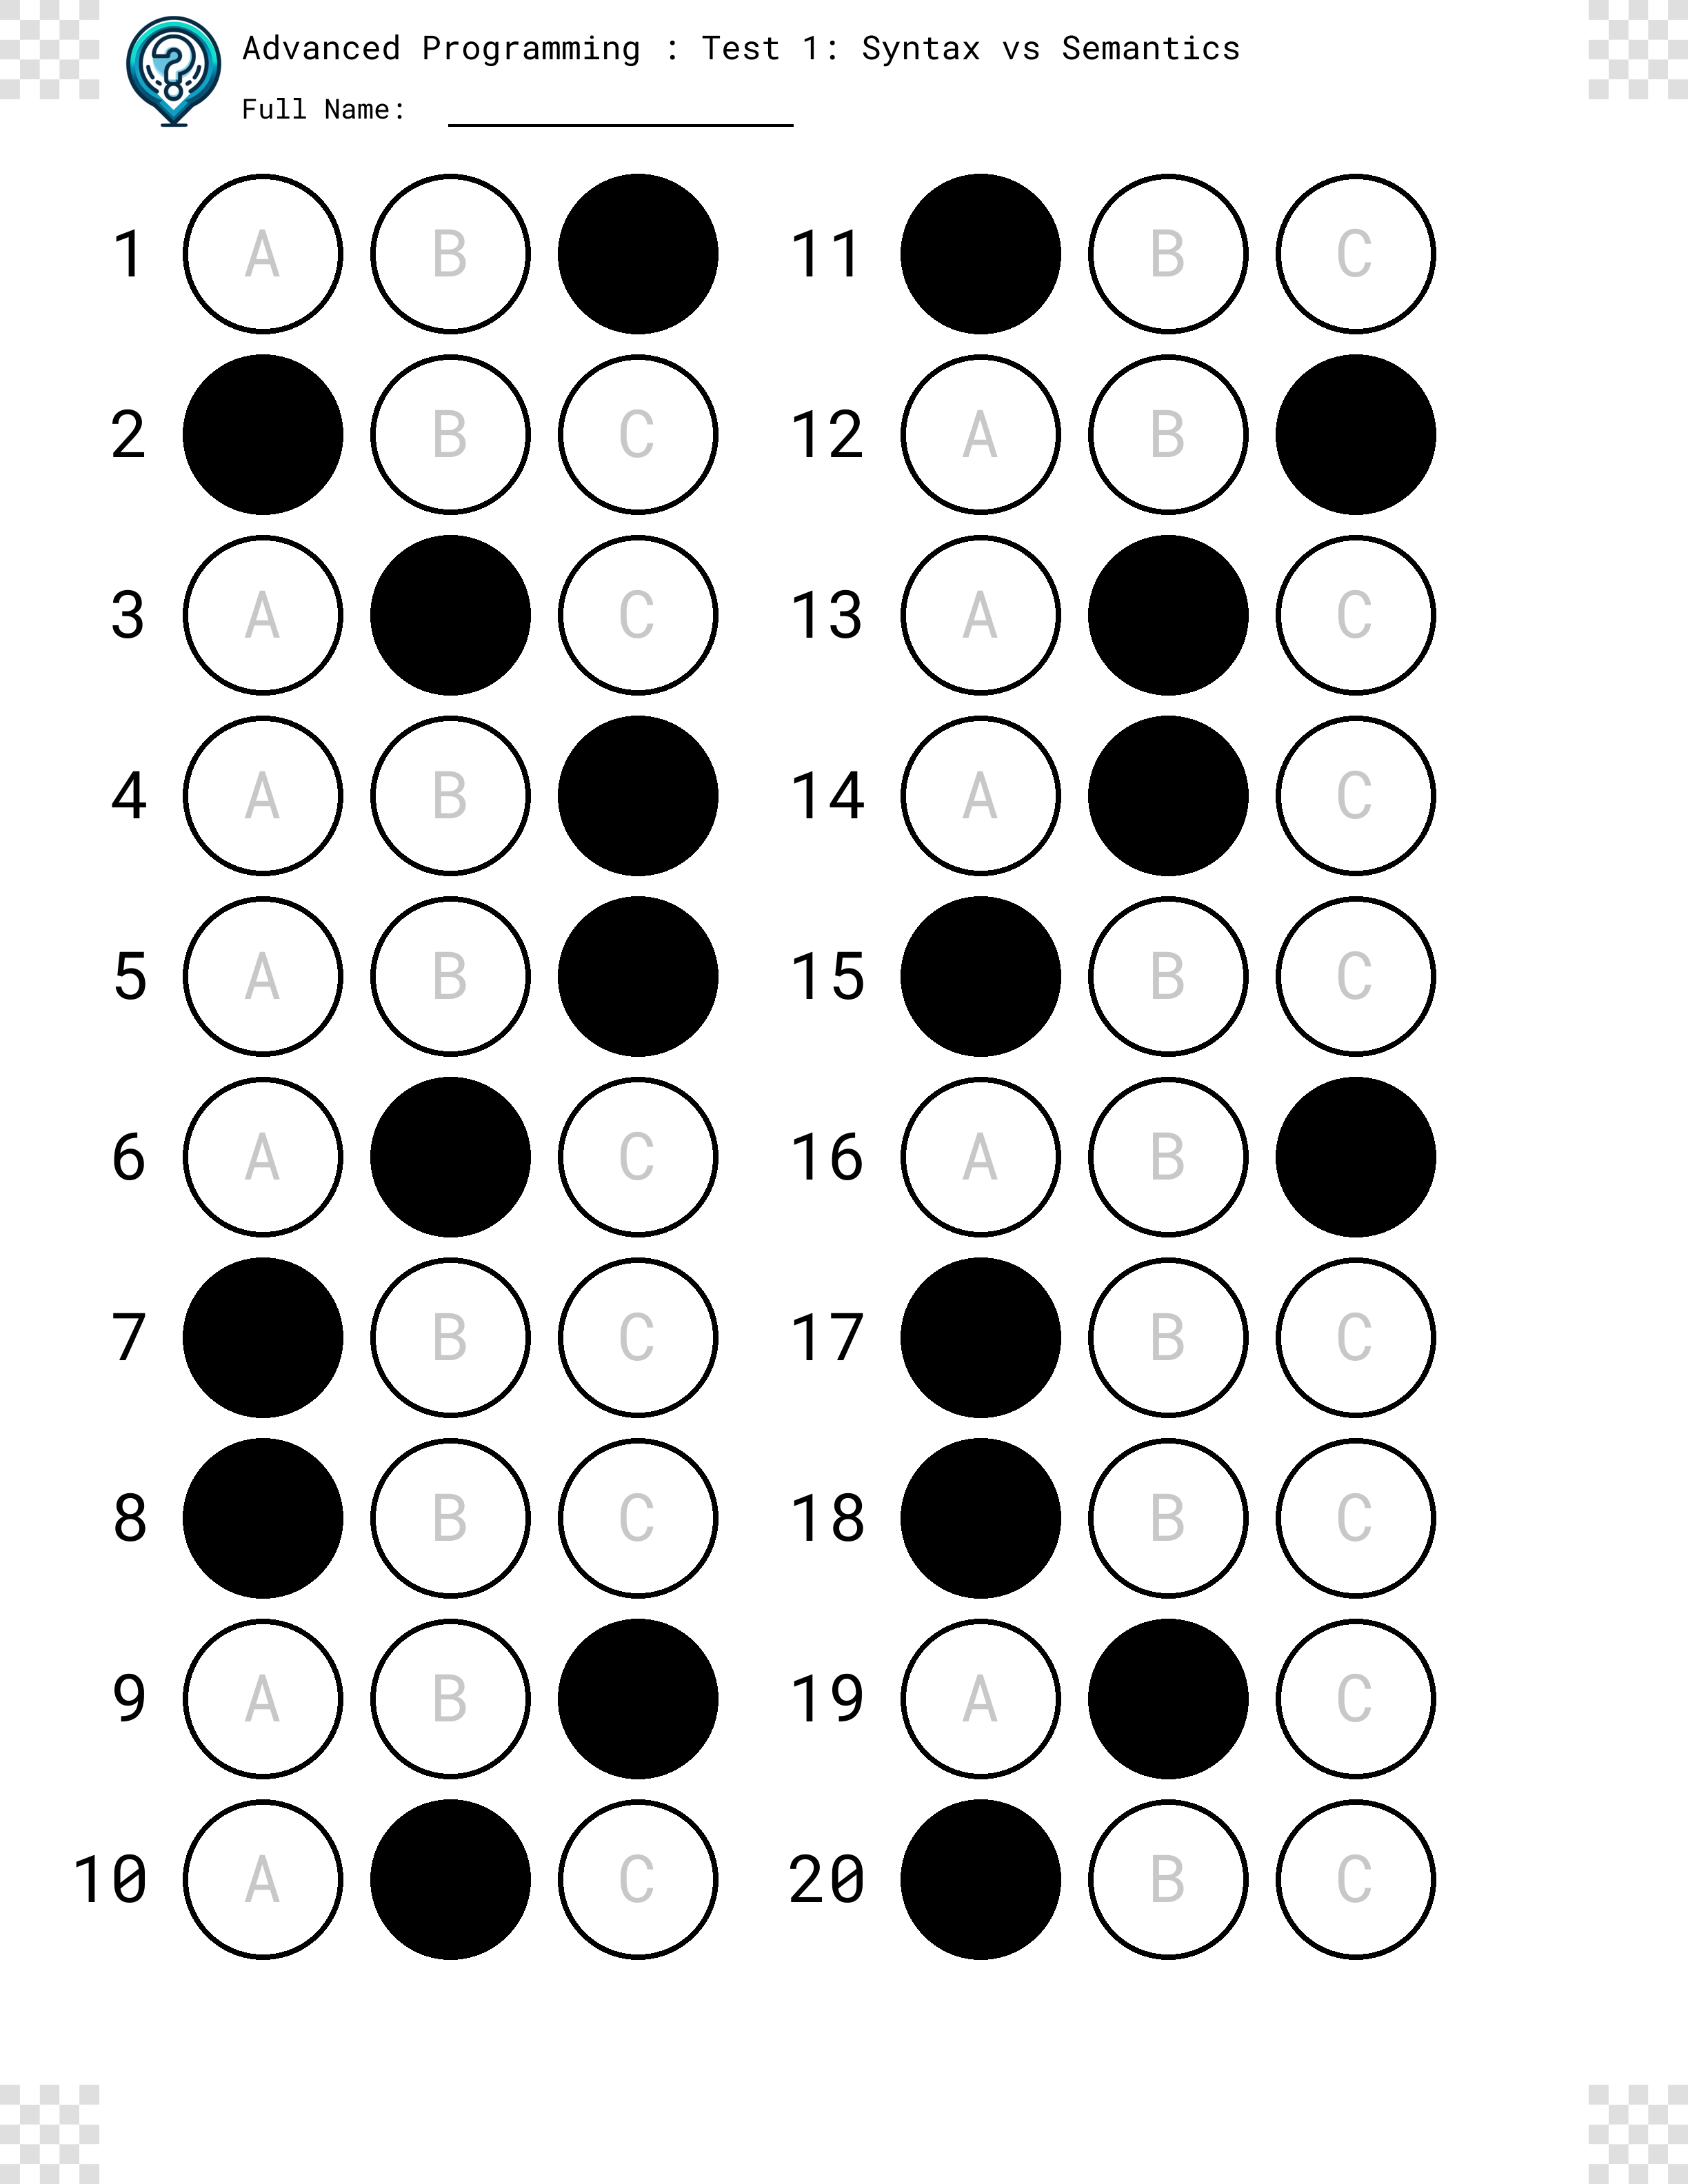 Advanced Programming : Test 1: Syntax vs Semantics
Full Name:
1 A B
2 B C
3 A C
4 A B
5 A B
6 A C
7 B C
8 B C
9 A B
10 A C
11 B C
12 A B
13 A C
14 A C
15 B C
16 A B
17 B C
18 B C
19 A C
20 B C